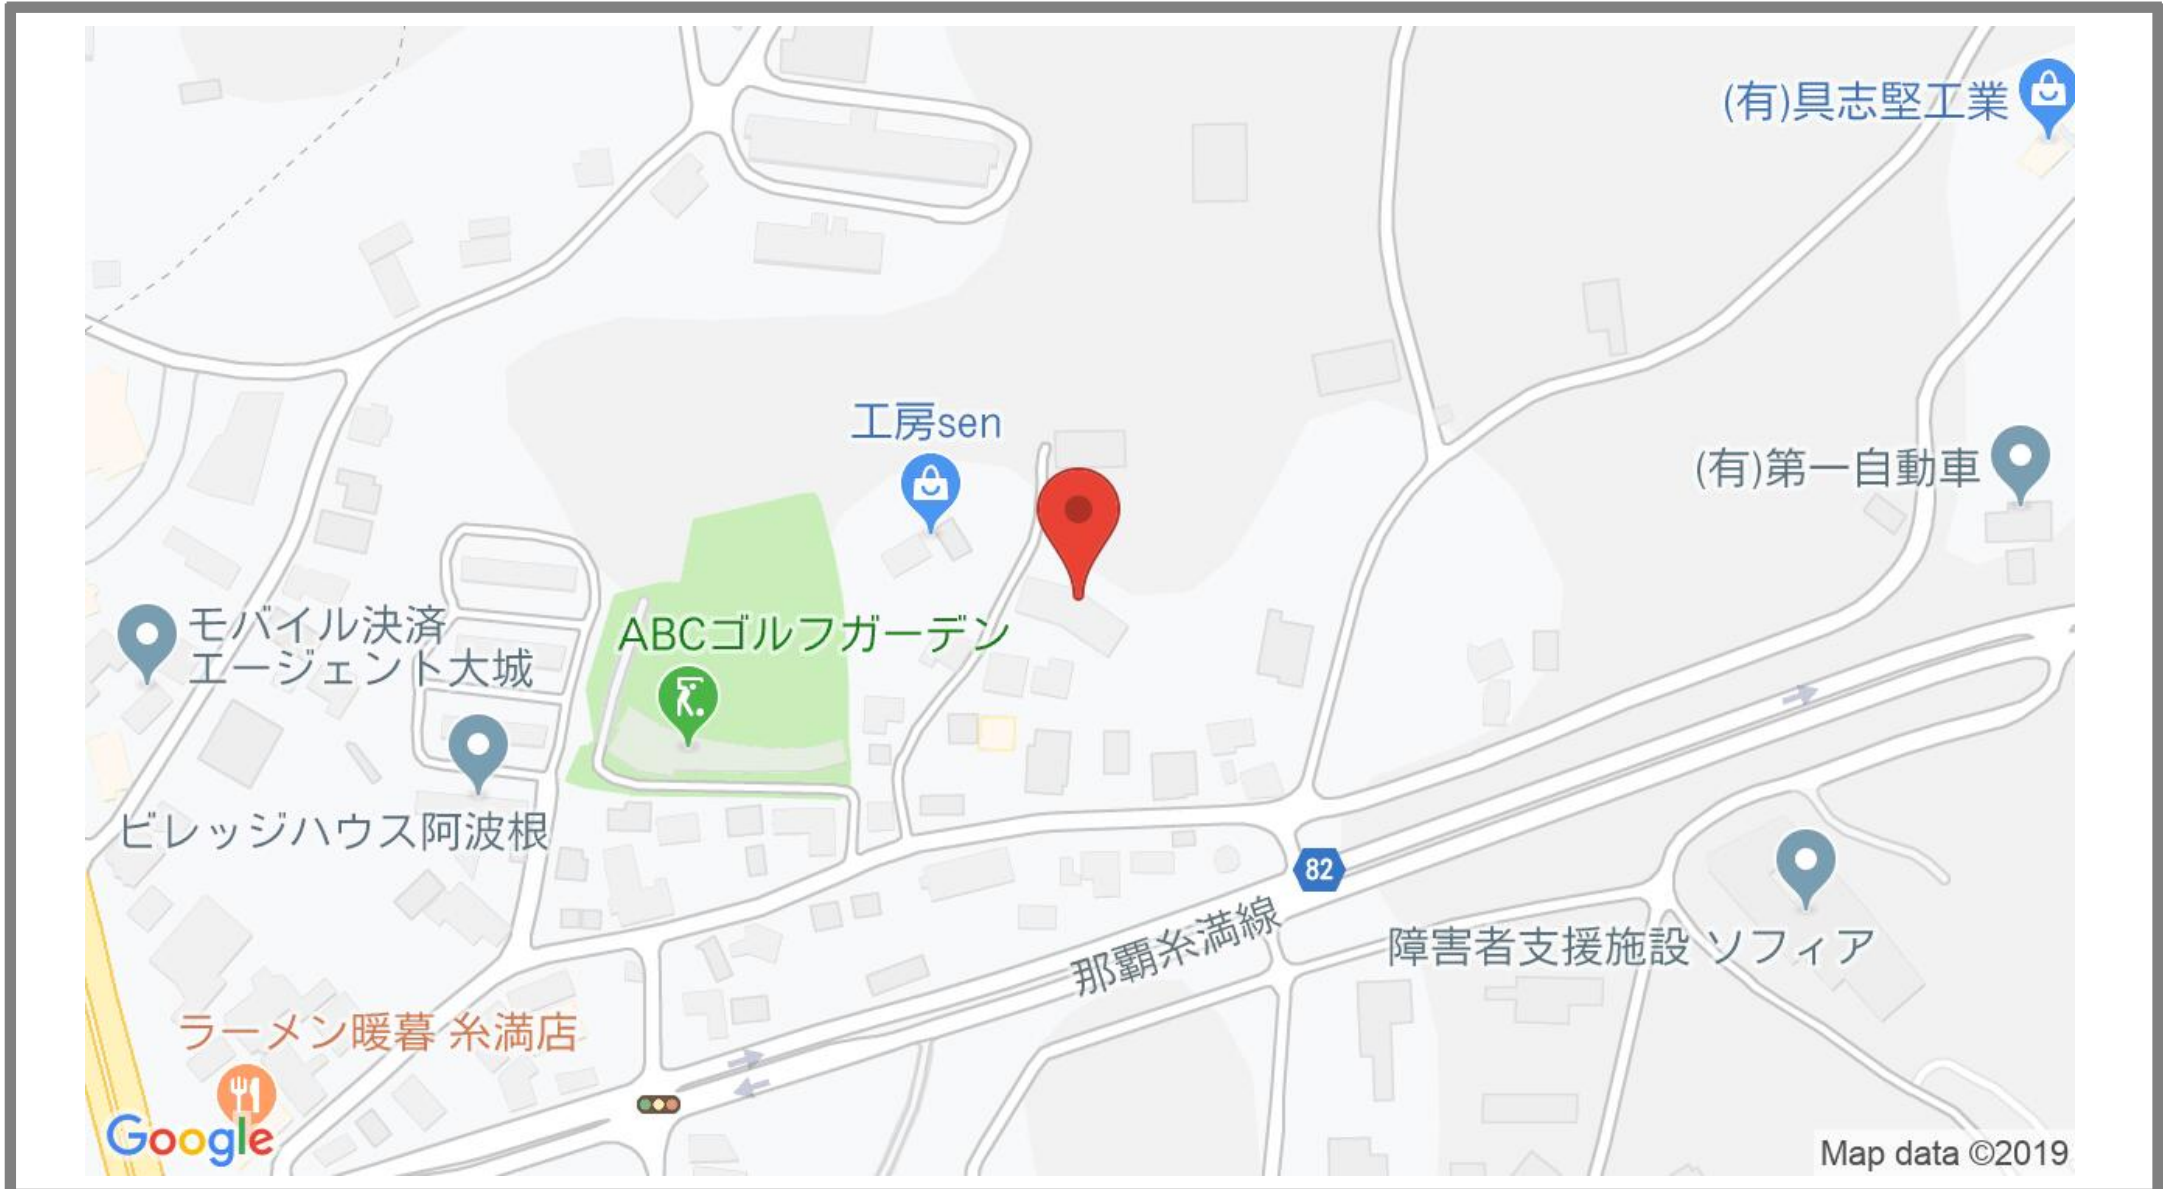 (有)具志堅工業
工房sen
(有)第一自動車
モバイル決済
エージェント大城
ABCゴルフガーデン
ビレッジハウス阿波根
82
那覇糸満線
障害者支援施設 ソフィア
ラーメン暖暮 糸満店
Google
Map data ©2019